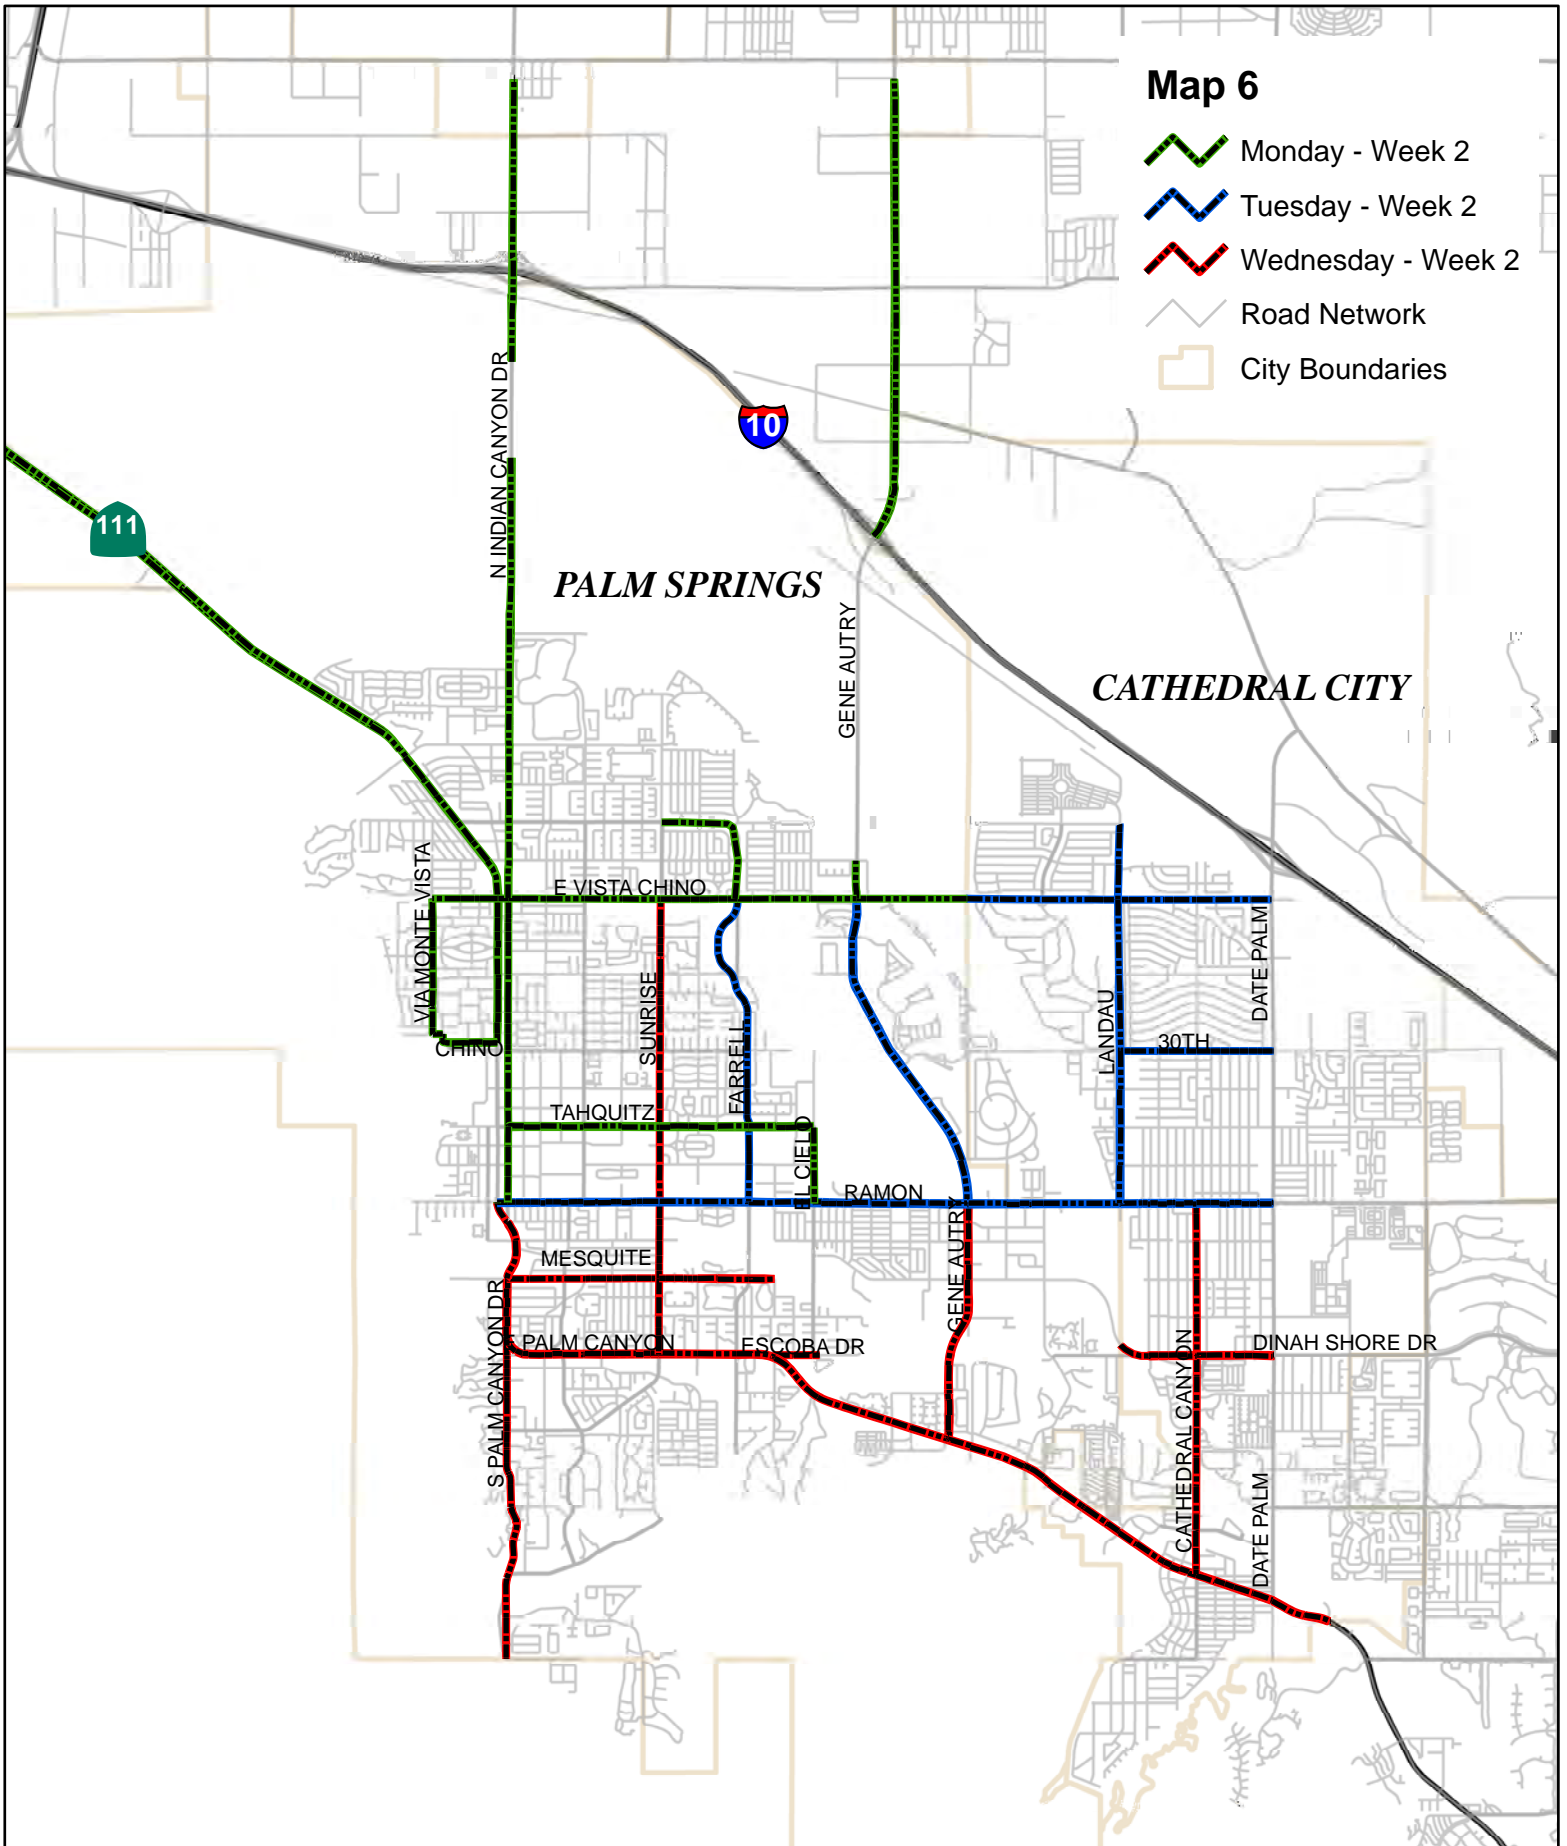 Map 6
Monday - Week 2
Tuesday - Week 2
Wednesday - Week 2
Road Network
City Boundaries
N INDIAN CANYON DR
10
111
PALM SPRINGS
GENE AUTRY
CATHEDRAL CITY
VIA MONTE VISTA
E VISTA CHINO
DATE PALM
SUNRISE
LANDAU
FARRELL
30TH
CHINO
TAHQUITZ
EL CIELO
RAMON
GENE AUTRY
MESQUITE
S PALM CANYON DR
E PALM CANYON
ESCOBA DR
DINAH SHORE DR
CATHEDRAL CANYON
DATE PALM